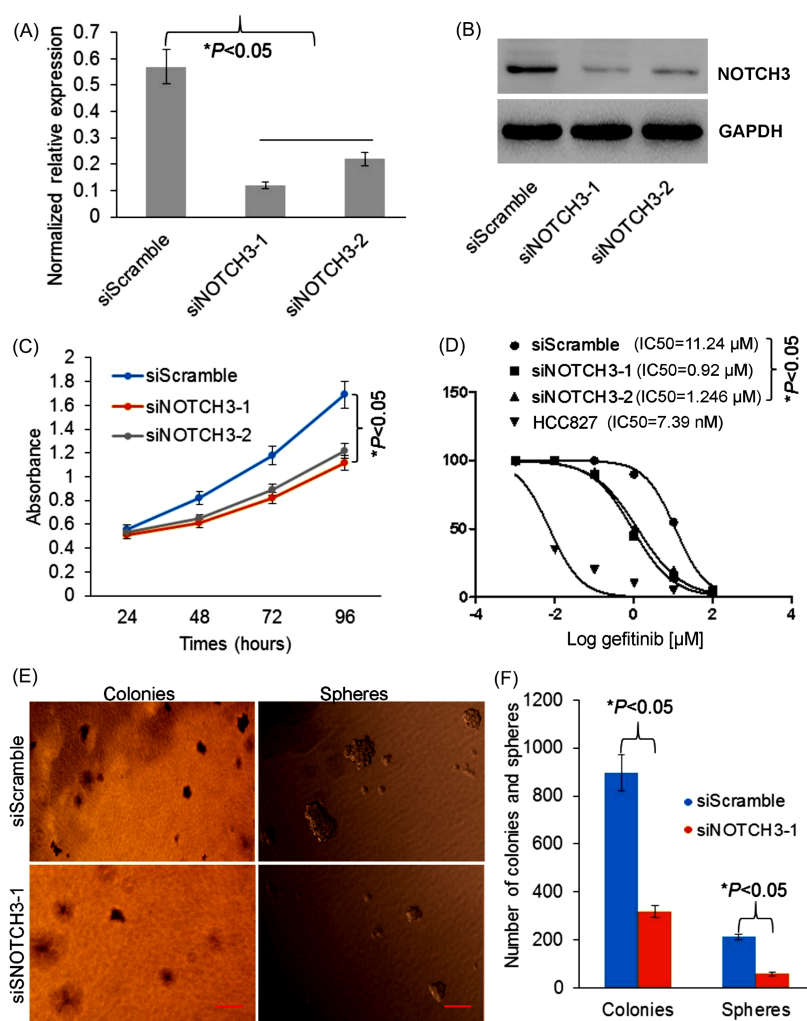 (A)
Normalized relative expression
0.7
0.6
0.5
0.4
0.3
0.2
0.1
0
*P<0.05
siScramble
siNOTCH3-1
siNOTCH3-2
(B)
NOTCH3
GAPDH
siScramble
siNOTCH3-1
siNOTCH3-2
(C)
Absorbance
2
1.8
1.6
1.4
1.2
1
0.8
0.6
0.4
0.2
0
siScramble
siNOTCH3-1
siNOTCH3-2
*P<0.05
24 48 72 96
Times (hours)
(D)
siScramble (IC50=11.24 µM)
siNOTCH3-1 (IC50=0.92 µM)
siNOTCH3-2 (IC50=1.246 µM)
HCC827 (IC50=7.39 nM)
*P<0.05
150
100
50
0
-4 -2 0 2 4
Log gefitinib [µM]
(E)
Colonies Spheres
siScramble
siSNOTCH3-1
(F)
Number of colonies and spheres
1200
1000
800
600
400
200
0
*P<0.05
siScramble
siNOTCH3-1
*P<0.05
Colonies Spheres